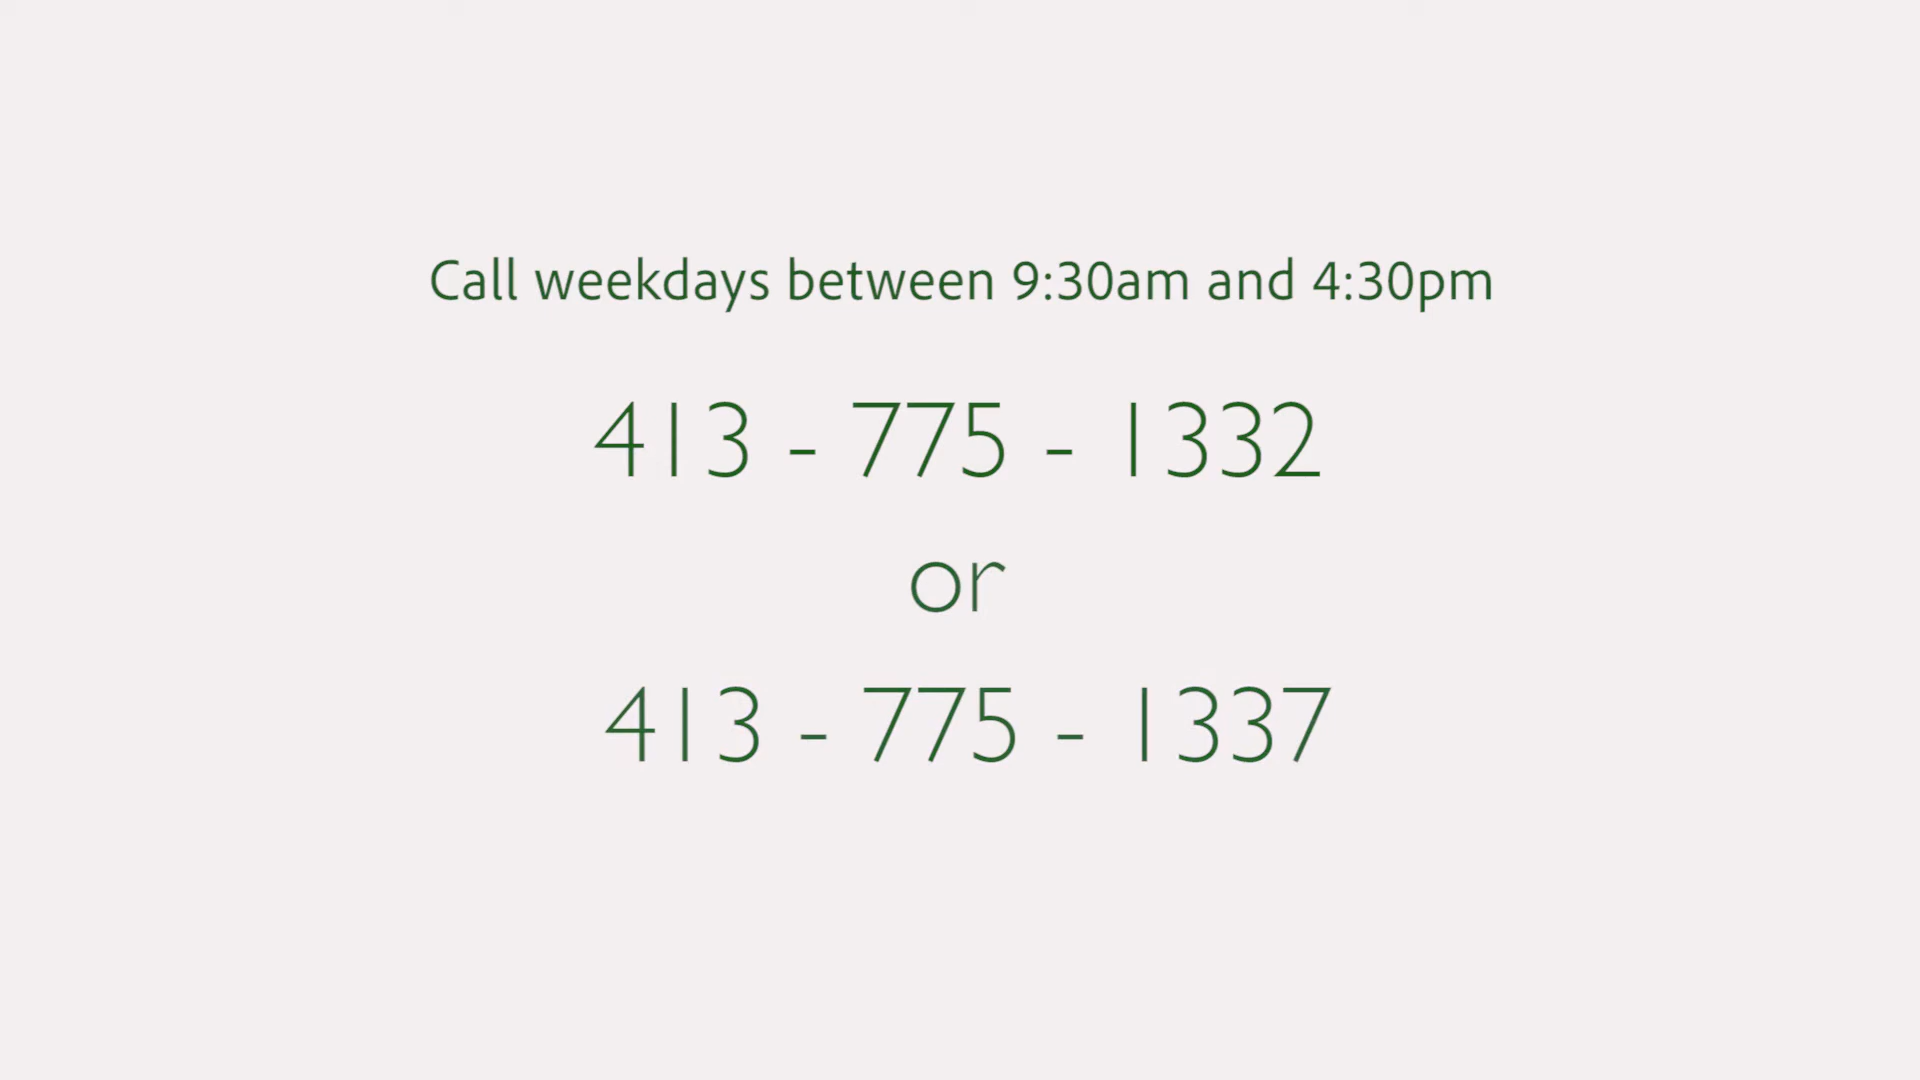 Call weekdays between 9:30am and 4:30pm
413 - 775 - 1332
or
413 - 775 - 1337